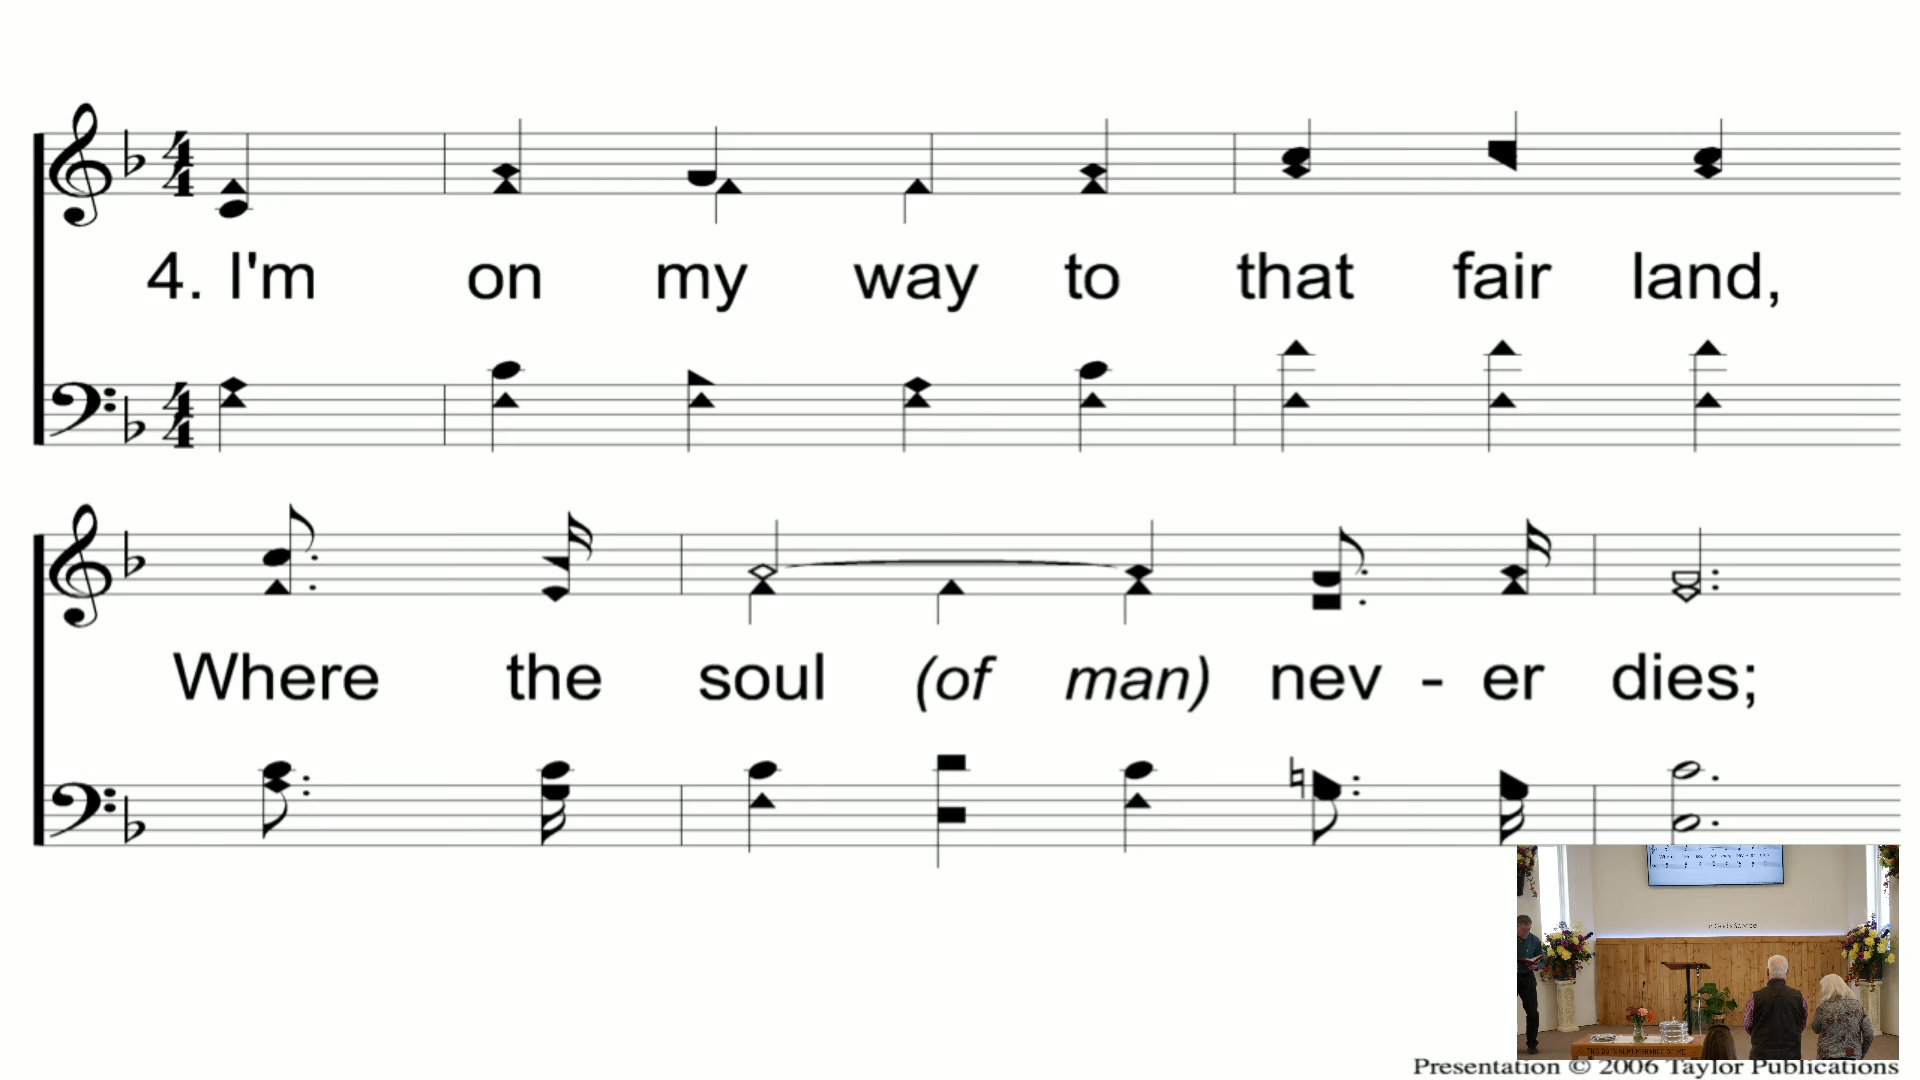 4. I'm on my way to that fair land,
Where the soul (of man) nev - er dies;
Presentation © 2006 Taylor Publications